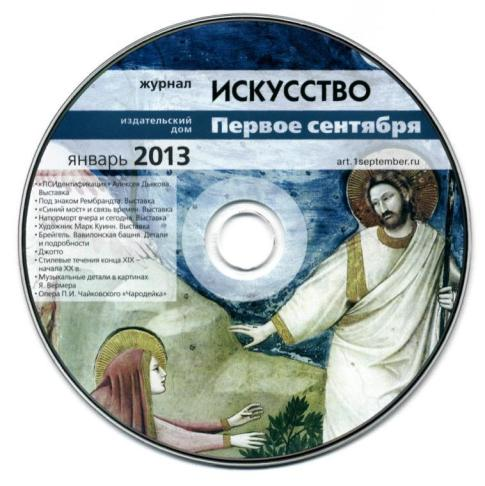 журнал ИСКУССТВО
издательский
дом
Первое сентября
январь 2013
art.1september.ru
• «ПСИдентификация» Алексея Дьякова.
Выставка
• Под знаком Рембрандта. Выставка
• «Синий мост» и связь времен. Выставка
• Натюрморт вчера и сегодня. Выставка
• Художник Марк Куинн. Выставка
• Брейгель. Вавилонская башня. Детали
и подробности
• Джотто
• Стилевые течения конца XIX –
начала XX в.
• Музыкальные детали в картинах
Я. Вермера
• Опера П.И. Чайковского «Чародейка»